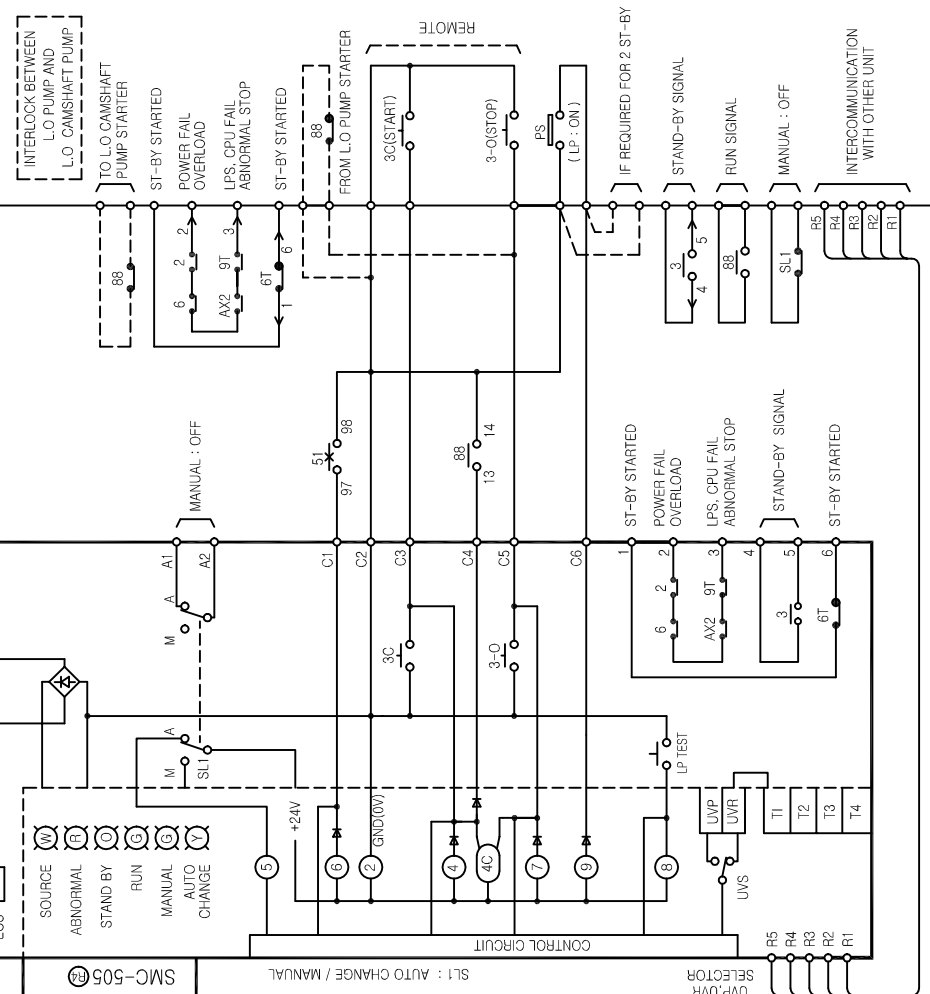 INTERLOCK BETWEEN
L.O PUMP AND
L.O CAMSHAFT PUMP
TO L.O CAMSHAFT
PUMP STARTER
ST-BY STARTED
POWER FAIL
OVERLOAD
LPS, CPU FAIL
ABNORMAL STOP
ST-BY STARTED
88
FROM L.O PUMP STARTER
REMOTE
3C(START)
3-O(STOP)
PS
( LP : ON )
IF REQUIRED FOR 2 ST-BY
STAND-BY SIGNAL
RUN SIGNAL
MANUAL : OFF
INTERCOMMUNICATION
WITH OTHER UNIT
R5
R4
R3
R2
R1
88
6
2
2
AX2
9T
3
1
6T
6
4
3
5
88
SL1
MANUAL : OFF
97
51
98
13
88
14
ST-BY STARTED
POWER FAIL
OVERLOAD
LPS, CPU FAIL
ABNORMAL STOP
STAND-BY SIGNAL
ST-BY STARTED
A1
A2
C1
C2
C3
C4
C5
C6
1
2
3
4
5
6
M
A
3C
3-O
6
2
AX2
9T
3
6T
M
A
SL1
LP TEST
+24V
GND(0V)
UVP
UVR
T1
T2
T3
T4
W
R
O
G
G
Y
SOURCE
ABNORMAL
STAND BY
RUN
MANUAL
AUTO
CHANGE
5
6
2
4
4C
7
9
8
UVS
CONTROL CIRCUIT
R5
R4
R3
R2
R1
SMC-505 R4
SL1 : AUTO CHANGE / MANUAL
UVP,UVR
SELECTOR